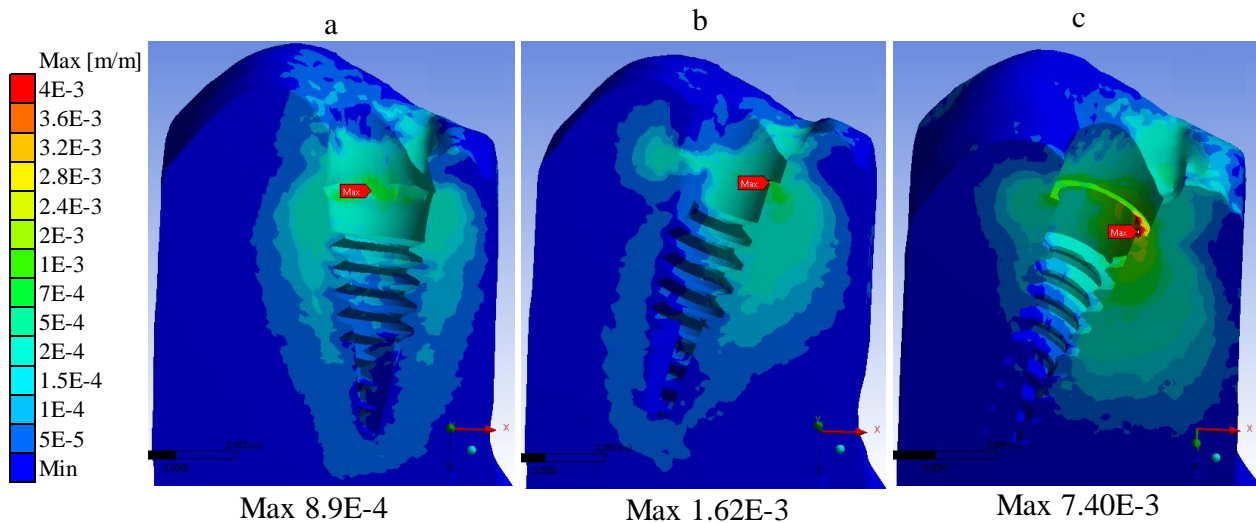 a
b
c
Max [m/m]
4E-3
3.6E-3
3.2E-3
2.8E-3
2.4E-3
2E-3
1E-3
7E-4
5E-4
2E-4
1.5E-4
1E-4
5E-5
Min
Max
Max
Max
X
X
X
Max 8.9E-4
Max 1.62E-3
Max 7.40E-3